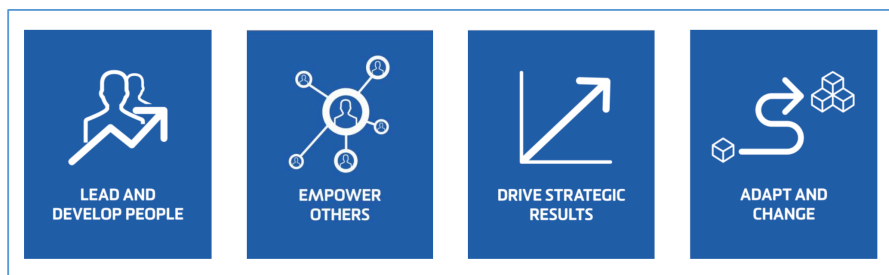 LEAD AND
DEVELOP PEOPLE
EMPOWER
OTHERS
DRIVE STRATEGIC
RESULTS
ADAPT AND
CHANGE